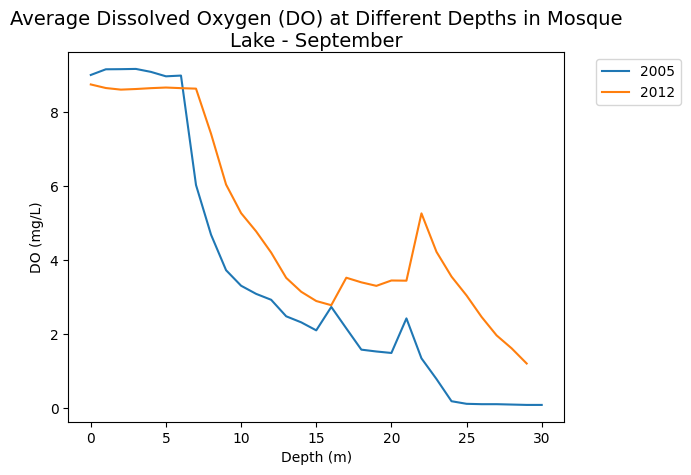 Average Dissolved Oxygen (DO) at Different Depths in Mosque
Lake - September
2005
2012
DO (mg/L)
8
6
4
2
0
0 5 10 15 20 25 30
Depth (m)